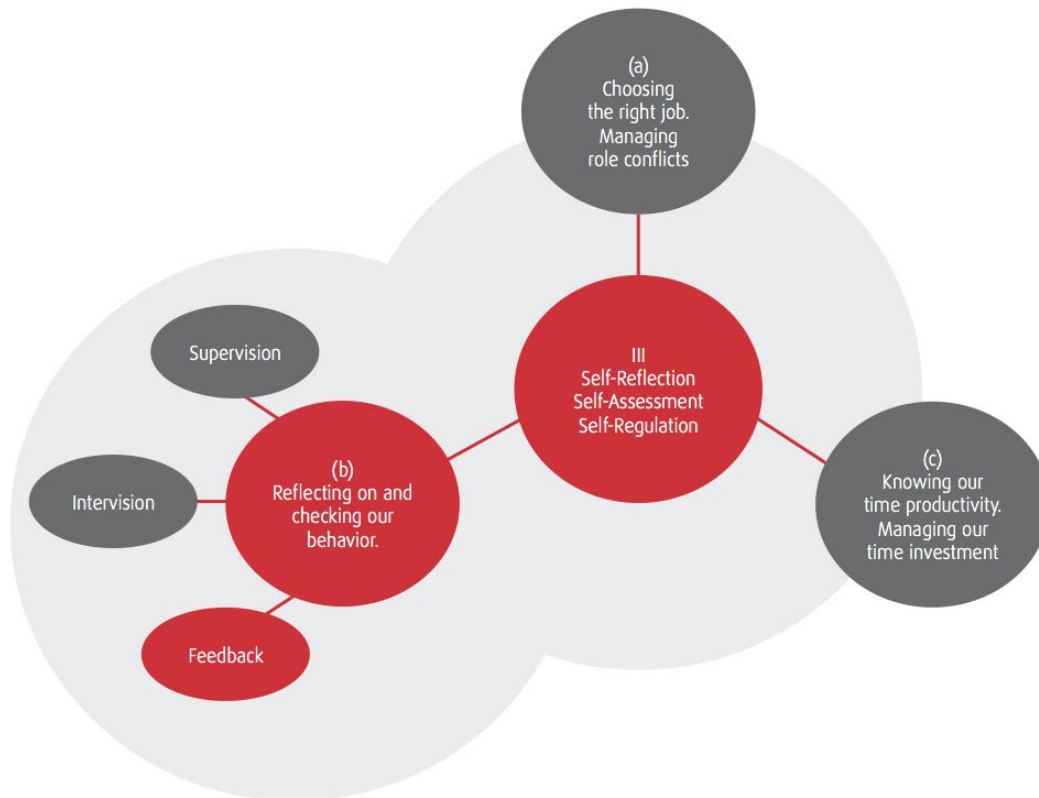 (a)
Choosing
the right job.
Managing
role conflicts
III
Self-Reflection
Self-Assessment
Self-Regulation
Supervision
(b)
Reflecting on and
checking our
behavior.
Intervision
(c)
Knowing our
time productivity.
Managing our
time investment
Feedback